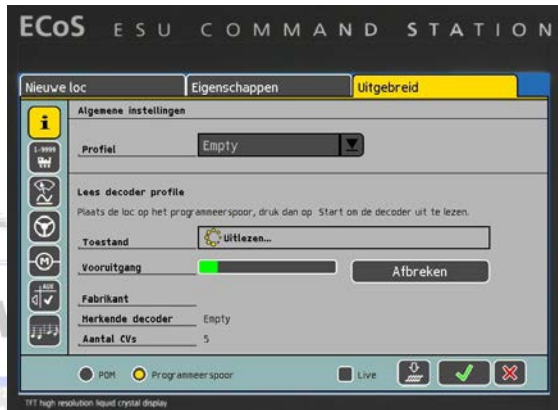 ECoS ESU COMMAND STATION
Nieuwe loc Eigenschappen Uitgebreid
Algemene instellingen
Profiel Empty
Lees decoder profile
Plaats de loc op het programmeerspoor, druk dan op Start om de decoder uit te lezen.
Toestand Uitlezen...
Vooruitgang Afbreken
Fabrikant
Herkende decoder Empty
Aantal CVs 5
POM Programmeerspoor Live
TFT high resolution liquid crystal display